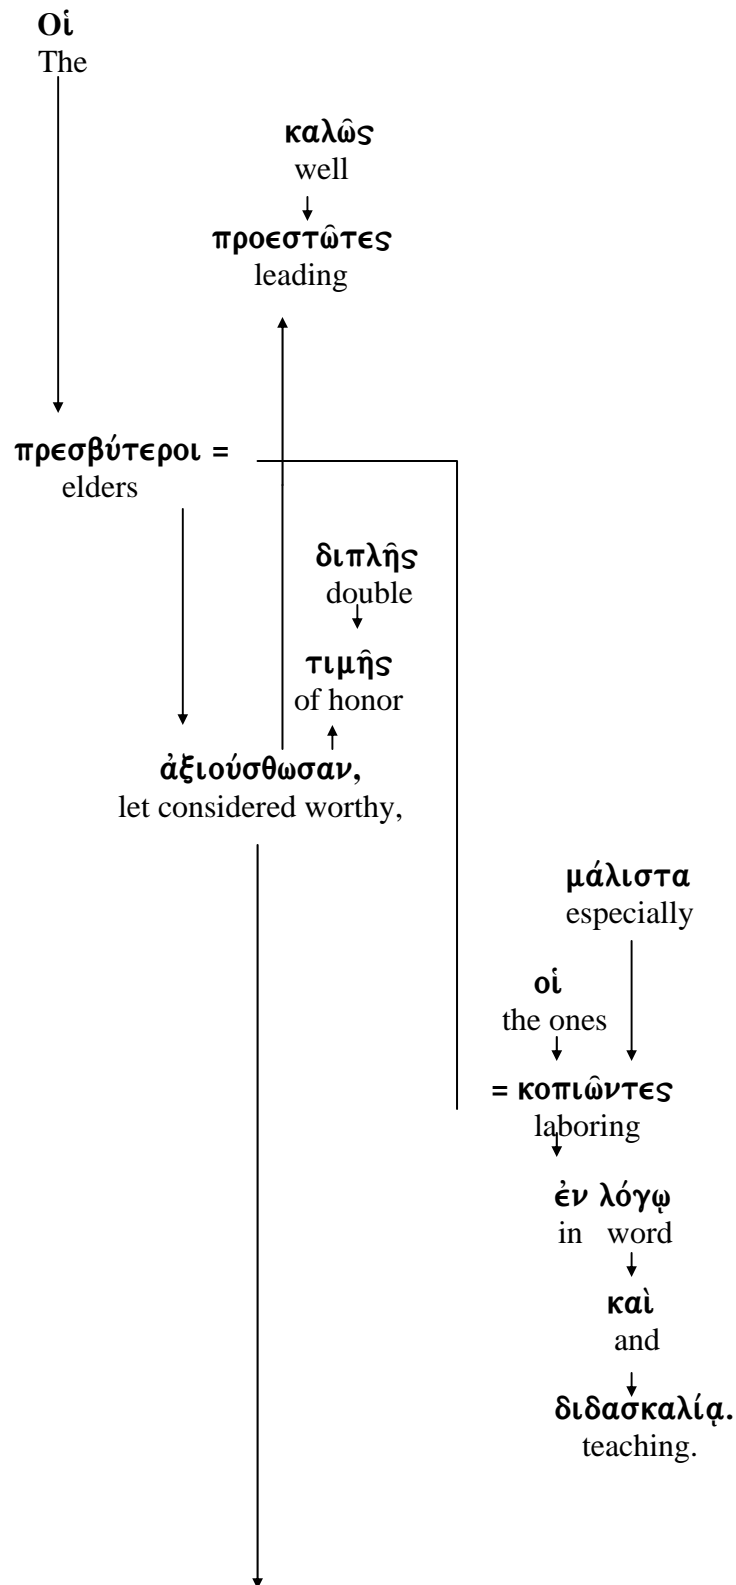 Οἱ
The
καλῶς
well
προεστῶτες
leading
πρεσβύτεροι =
elders
διπλῆς
double
τιμῆς
of honor
ἀξιούσθωσαν,
let considered worthy,
μάλιστα
especially
οἱ
the ones
= κοπιῶντες
laboring
ἐν λόγῳ
in word
καὶ
and
διδασκαλίᾳ.
teaching.